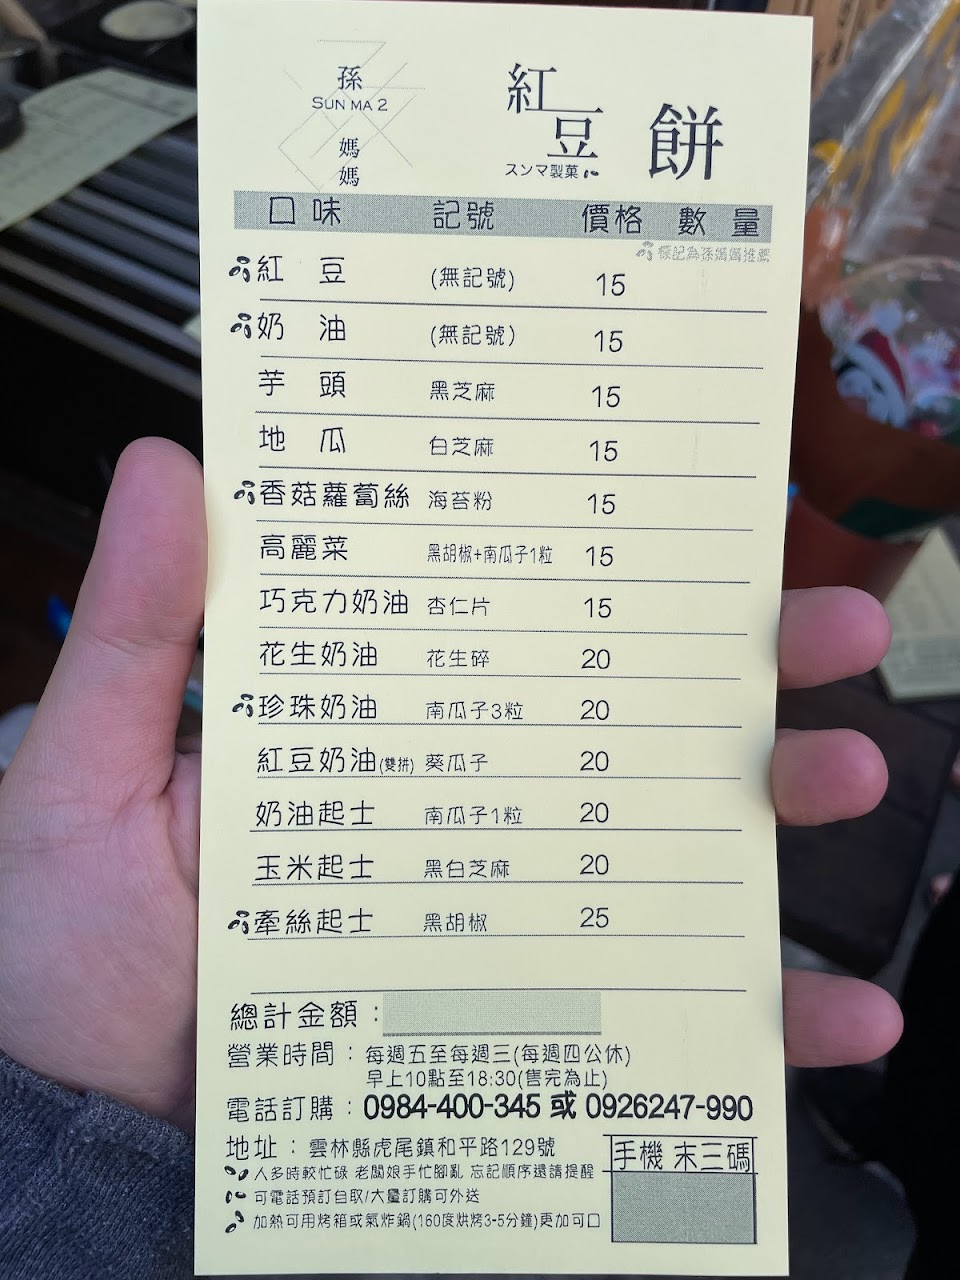 孫
SUN MA 2
媽
媽
紅豆餅
スンマ製菓
口味 記號 價格 數量
標記為孫媽媽推薦
紅豆 (無記號) 15
奶油 (無記號) 15
芋頭 黑芝麻 15
地瓜 白芝麻 15
香菇蘿蔔絲 海苔粉 15
高麗菜 黑胡椒+南瓜子1粒 15
巧克力奶油 杏仁片 15
花生奶油 花生碎 20
珍珠奶油 南瓜子3粒 20
紅豆奶油(雙拼) 葵瓜子 20
奶油起士 南瓜子1粒 20
玉米起士 黑白芝麻 20
牽絲起士 黑胡椒 25
總計金額：
營業時間：每週五至每週三(每週四公休)
早上10點至18:30(售完為止)
電話訂購：0984-400-345 或 0926247-990
地址：雲林縣虎尾鎮和平路129號
手機 末三碼
人多時較忙碌 老闆娘手忙腳亂 忘記順序還請提醒
可電話預訂自取/大量訂購可外送
加熱可用烤箱或氣炸鍋(160度烘烤3-5分鐘)更加可口